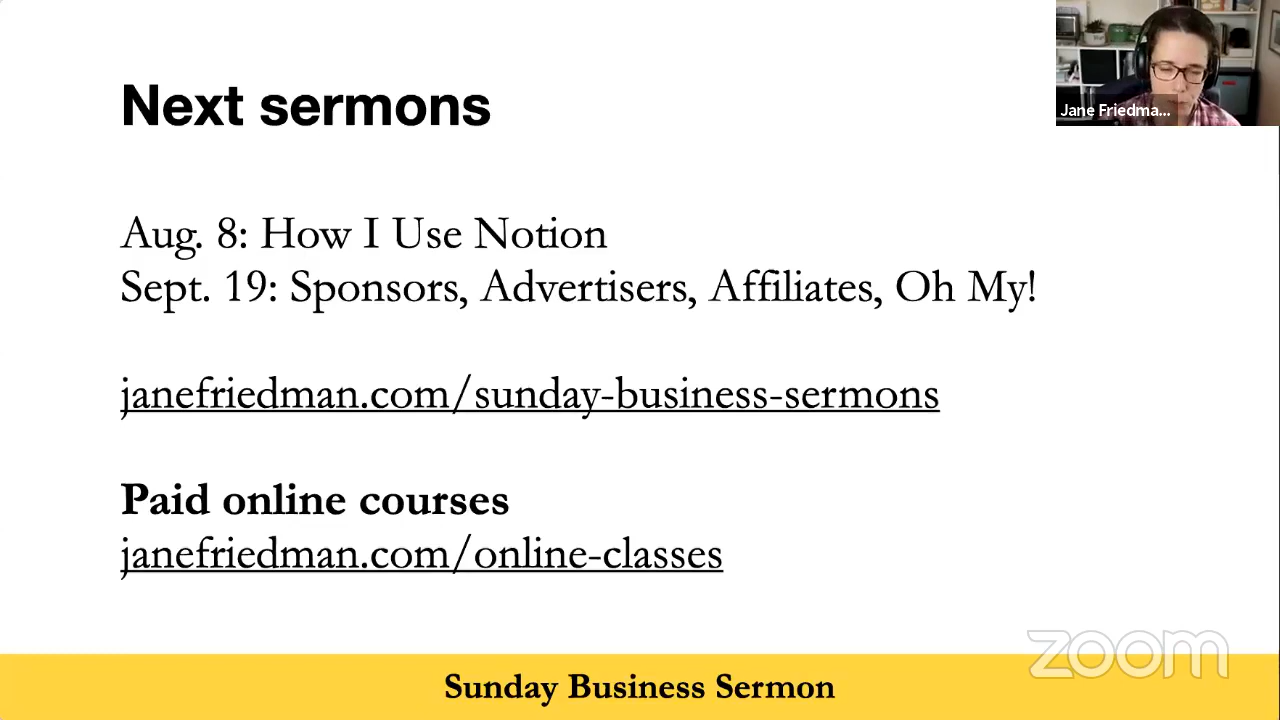 Next sermons
Jane Friedma...
Aug. 8: How I Use Notion
Sept. 19: Sponsors, Advertisers, Affiliates, Oh My!
janefriedman.com/sunday-business-sermons
Paid online courses
janefriedman.com/online-classes
zoom
Sunday Business Sermon